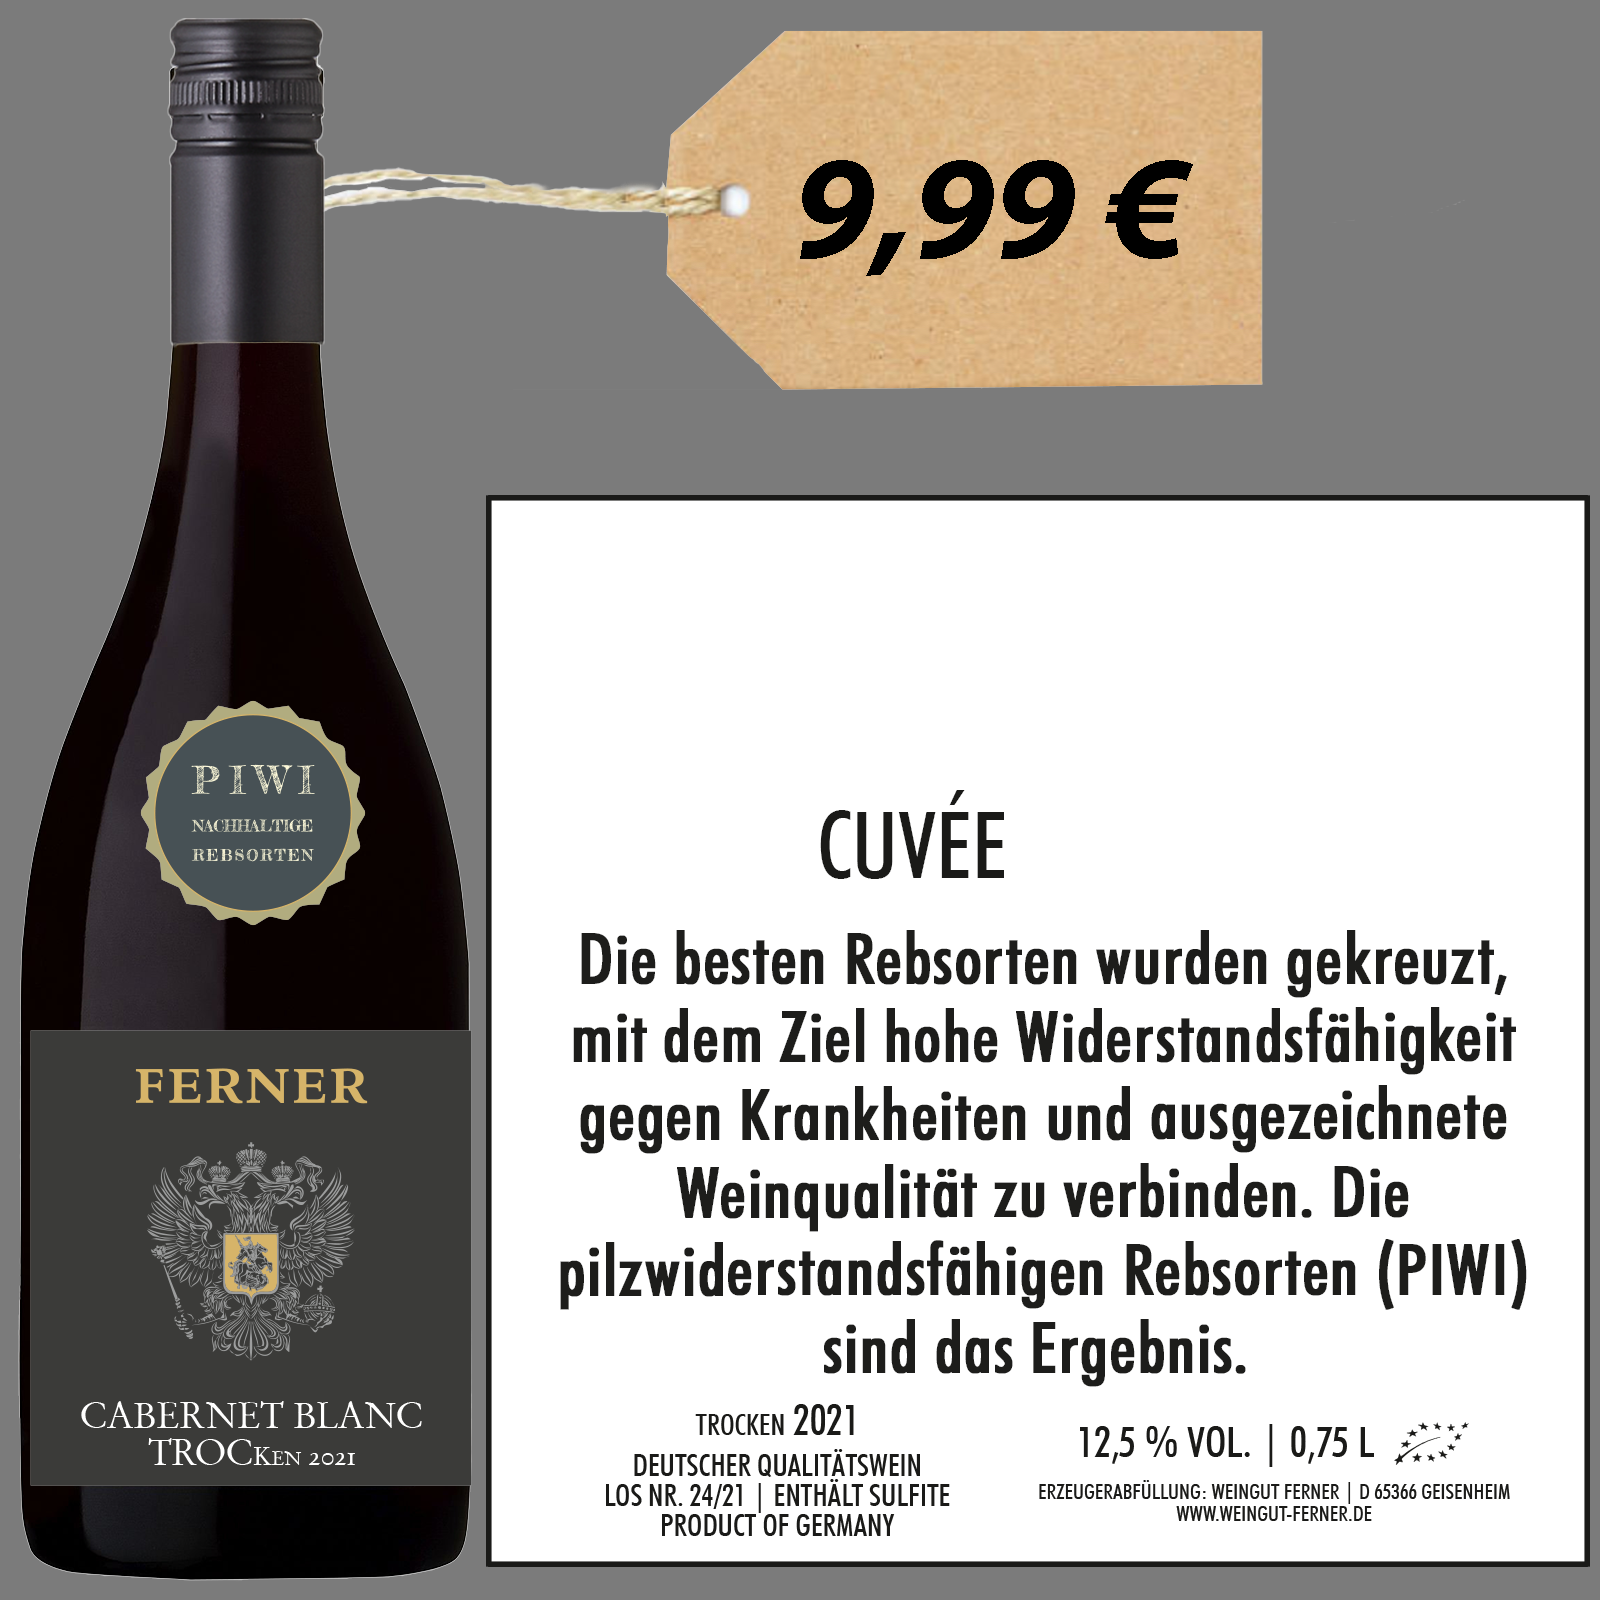 9,99 €
PIWI
NACHHALTIGE
REBSORTEN
FERNER
CABERNET BLANC
TROCKEN 2021
CUVÉE
Die besten Rebsorten wurden gekreuzt,
mit dem Ziel hohe Widerstandsfähigkeit
gegen Krankheiten und ausgezeichnete
Weinqualität zu verbinden. Die
pilzwiderstandsfähigen Rebsorten (PIWI)
sind das Ergebnis.
TROCKEN 2021
DEUTSCHER QUALITÄTSWEIN
LOS NR. 24/21 | ENTHÄLT SULFITE
PRODUCT OF GERMANY
12,5 % VOL. | 0,75 L
ERZEUGERABFÜLLUNG: WEINGUT FERNER | D 65366 GEISENHEIM
WWW.WEINGUT-FERNER.DE